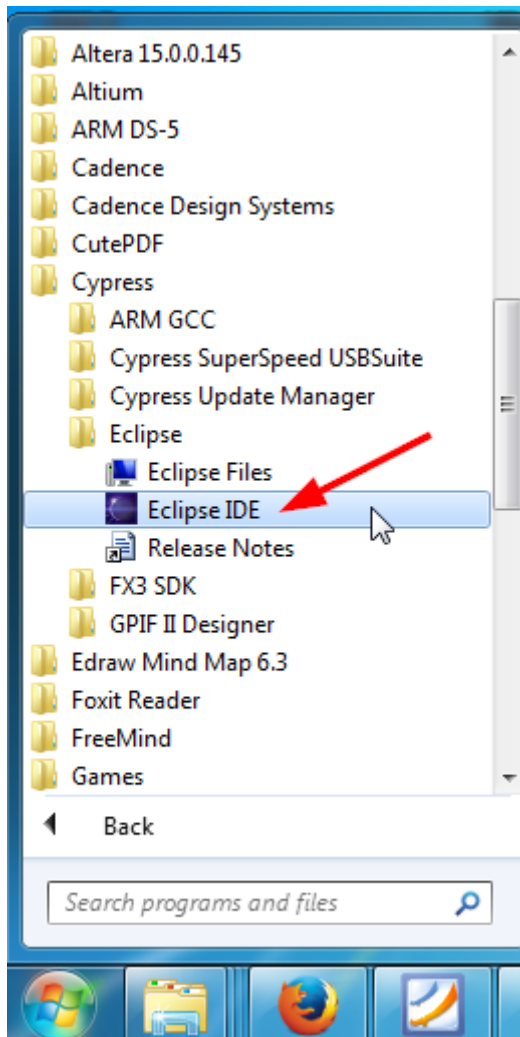 Altera 15.0.0.145
Altium
ARM DS-5
Cadence
Cadence Design Systems
CutePDF
Cypress
ARM GCC
Cypress SuperSpeed USBSuite
Cypress Update Manager
Eclipse
Eclipse Files
Eclipse IDE
Release Notes
FX3 SDK
GPIF II Designer
Edraw Mind Map 6.3
Foxit Reader
FreeMind
Games
Back
Search programs and files